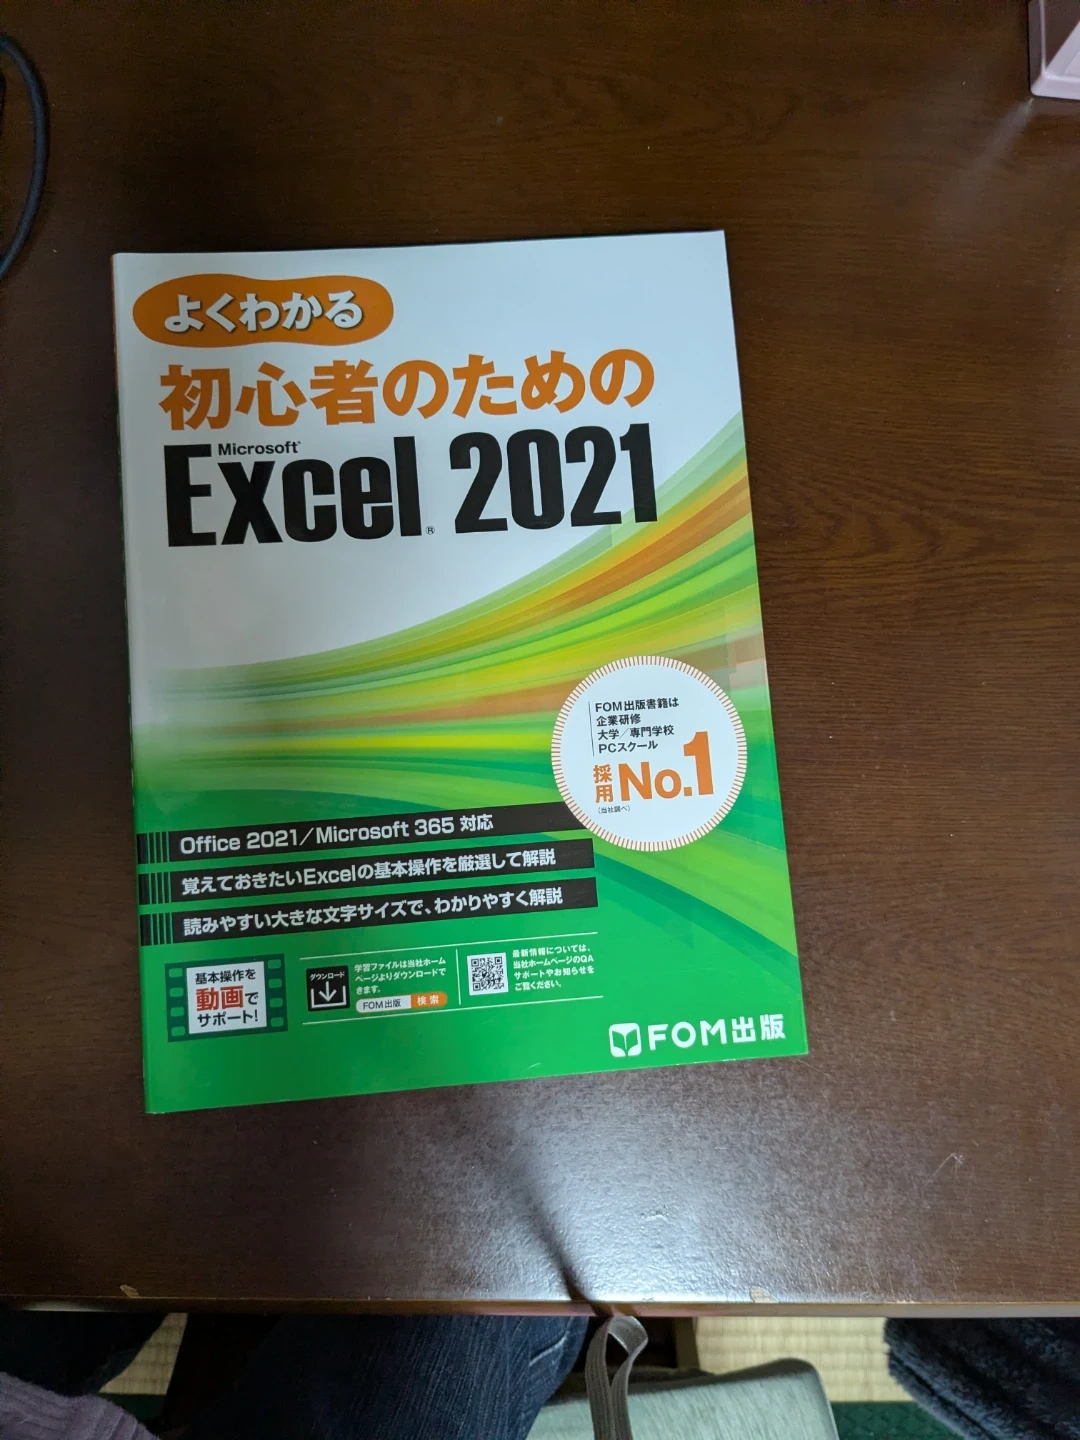 よくわかる
初心者のための
Microsoft®
Excel® 2021
FOM出版書籍は
企業研修
大学／専門学校
PCスクール
採用 No.1
（当社調べ）
Office 2021／Microsoft 365 対応
覚えておきたいExcelの基本操作を厳選して解説
読みやすい大きな文字サイズで、わかりやすく解説
基本操作を
動画で
サポート!
ダウンロード
学習ファイルは当社ホーム
ページよりダウンロードで
きます。
FOM出版 検索
最新情報については、
当社ホームページのQA
サポートやお知らせを
ご覧ください。
FOM出版